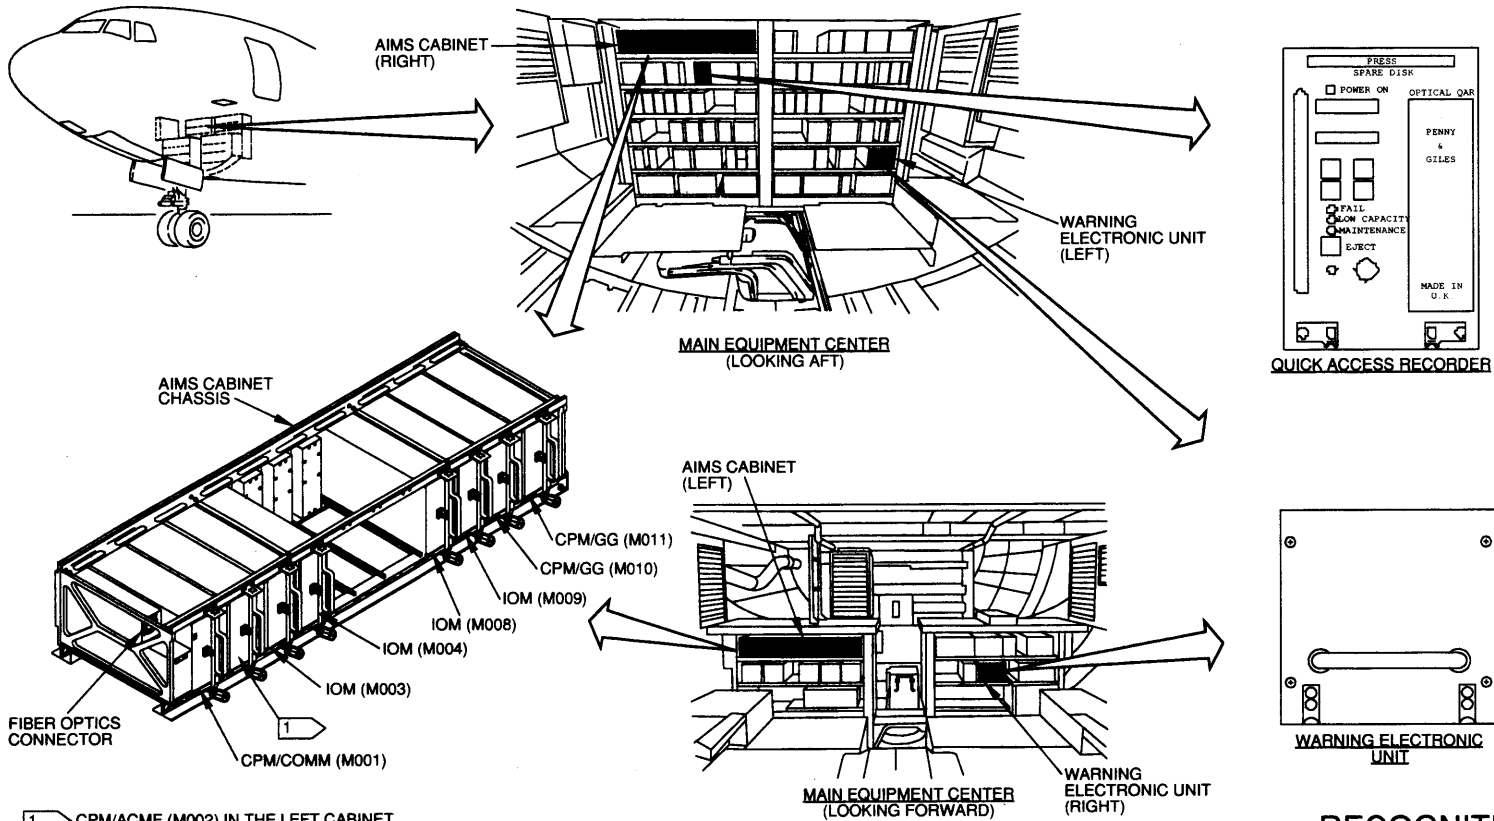 AIMS CABINET
(RIGHT)
WARNING
ELECTRONIC UNIT
(LEFT)
MAIN EQUIPMENT CENTER
(LOOKING AFT)
PRESS
SPARE DISK
POWER ON
OPTICAL QAR
PENNY
&
GILES
FAIL
LOW CAPACITY
MAINTENANCE
EJECT
MADE IN
U.K.
QUICK ACCESS RECORDER
AIMS CABINET
CHASSIS
CPM/GG (M011)
CPM/GG (M010)
IOM (M009)
IOM (M008)
IOM (M004)
IOM (M003)
1
CPM/COMM (M001)
FIBER OPTICS
CONNECTOR
AIMS CABINET
(LEFT)
WARNING
ELECTRONIC UNIT
(RIGHT)
MAIN EQUIPMENT CENTER
(LOOKING FORWARD)
WARNING ELECTRONIC
UNIT
1 CPM/ACMF (M002) IN THE LEFT CABINET